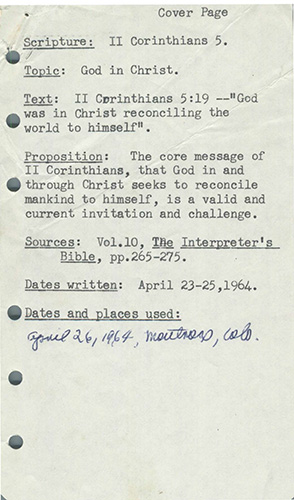 Cover Page
Scripture: II Corinthians 5.
Topic: God in Christ.
Text: II Corinthians 5:19 --"God
was in Christ reconciling the
world to himself".
Proposition: The core message of
II Corinthians, that God in and
through Christ seeks to reconcile
mankind to himself, is a valid and
current invitation and challenge.
Sources: Vol.10, The Interpreter's
Bible, pp.265-275.
Dates written: April 23-25,1964.
Dates and places used:
April 26, 1964, Montrose, Colo.